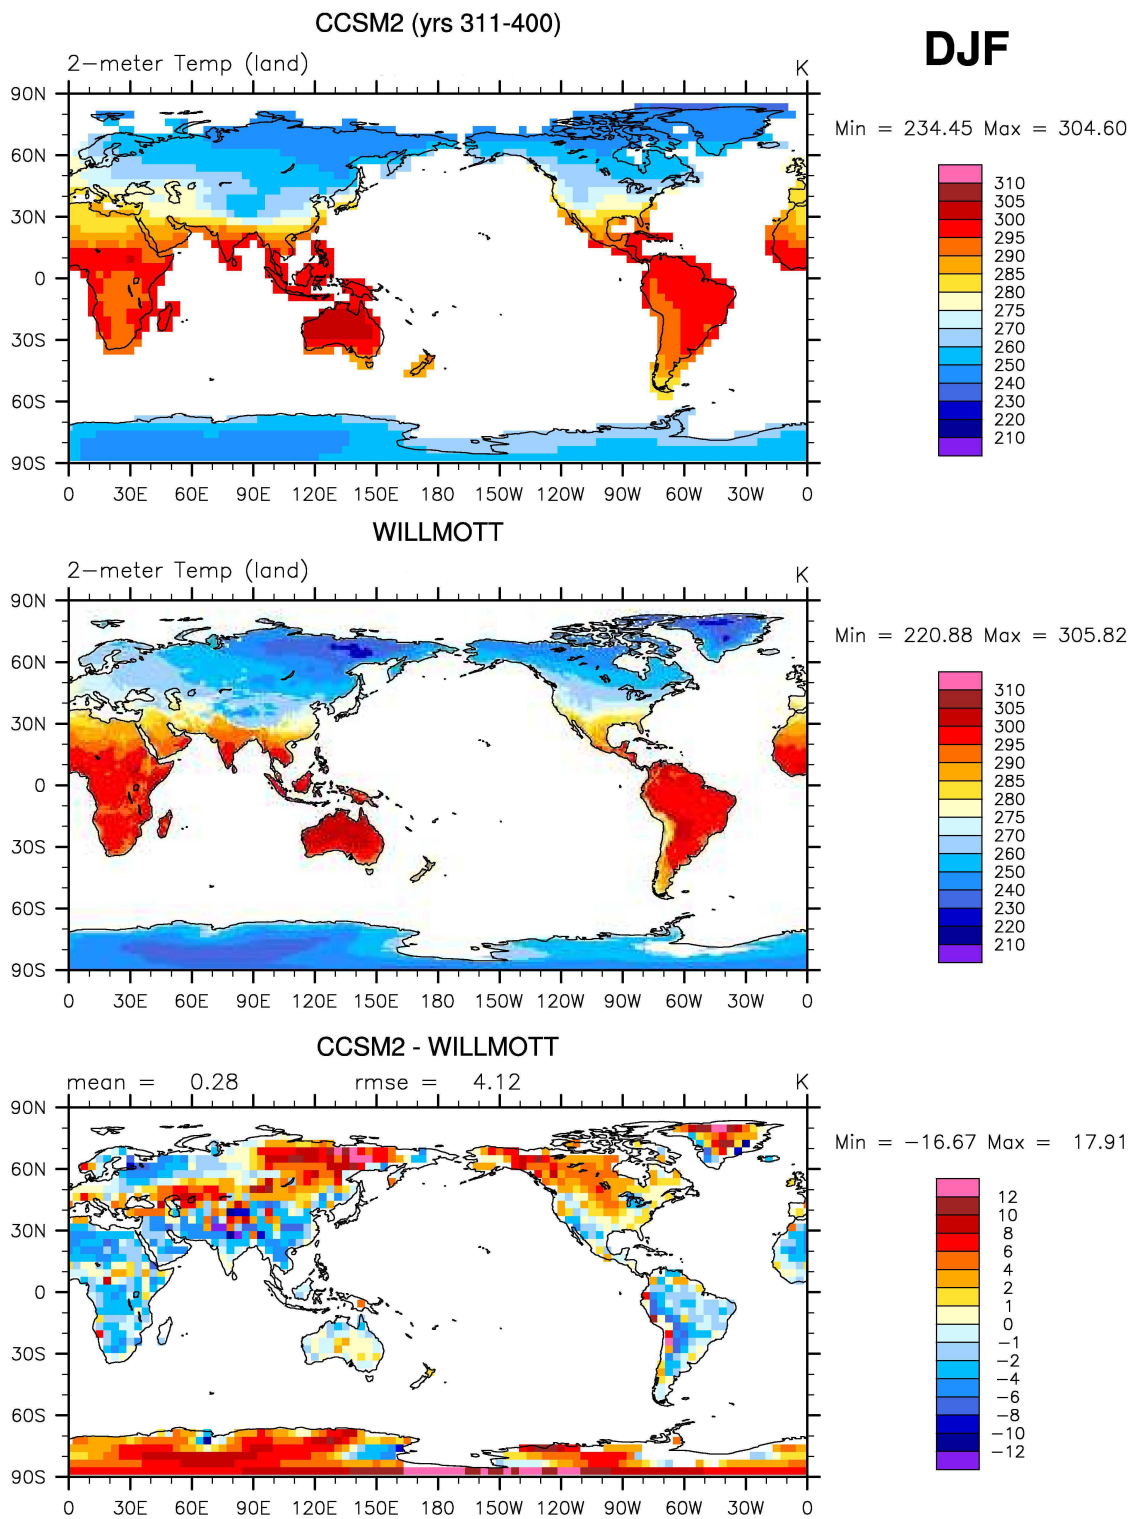 CCSM2 (yrs 311-400)
DJF
2-meter Temp (land) K
Min = 234.45 Max = 304.60
90N
60N
30N
0
30S
60S
90S
0 30E 60E 90E 120E 150E 180 150W 120W 90W 60W 30W 0
310
305
300
295
290
285
280
275
270
260
250
240
230
220
210
WILLMOTT
2-meter Temp (land) K
Min = 220.88 Max = 305.82
90N
60N
30N
0
30S
60S
90S
0 30E 60E 90E 120E 150E 180 150W 120W 90W 60W 30W 0
310
305
300
295
290
285
280
275
270
260
250
240
230
220
210
CCSM2 - WILLMOTT
mean = 0.28 rmse = 4.12 K
Min = -16.67 Max = 17.91
90N
60N
30N
0
30S
60S
90S
0 30E 60E 90E 120E 150E 180 150W 120W 90W 60W 30W 0
12
10
8
6
4
2
1
0
-1
-2
-4
-6
-8
-10
-12